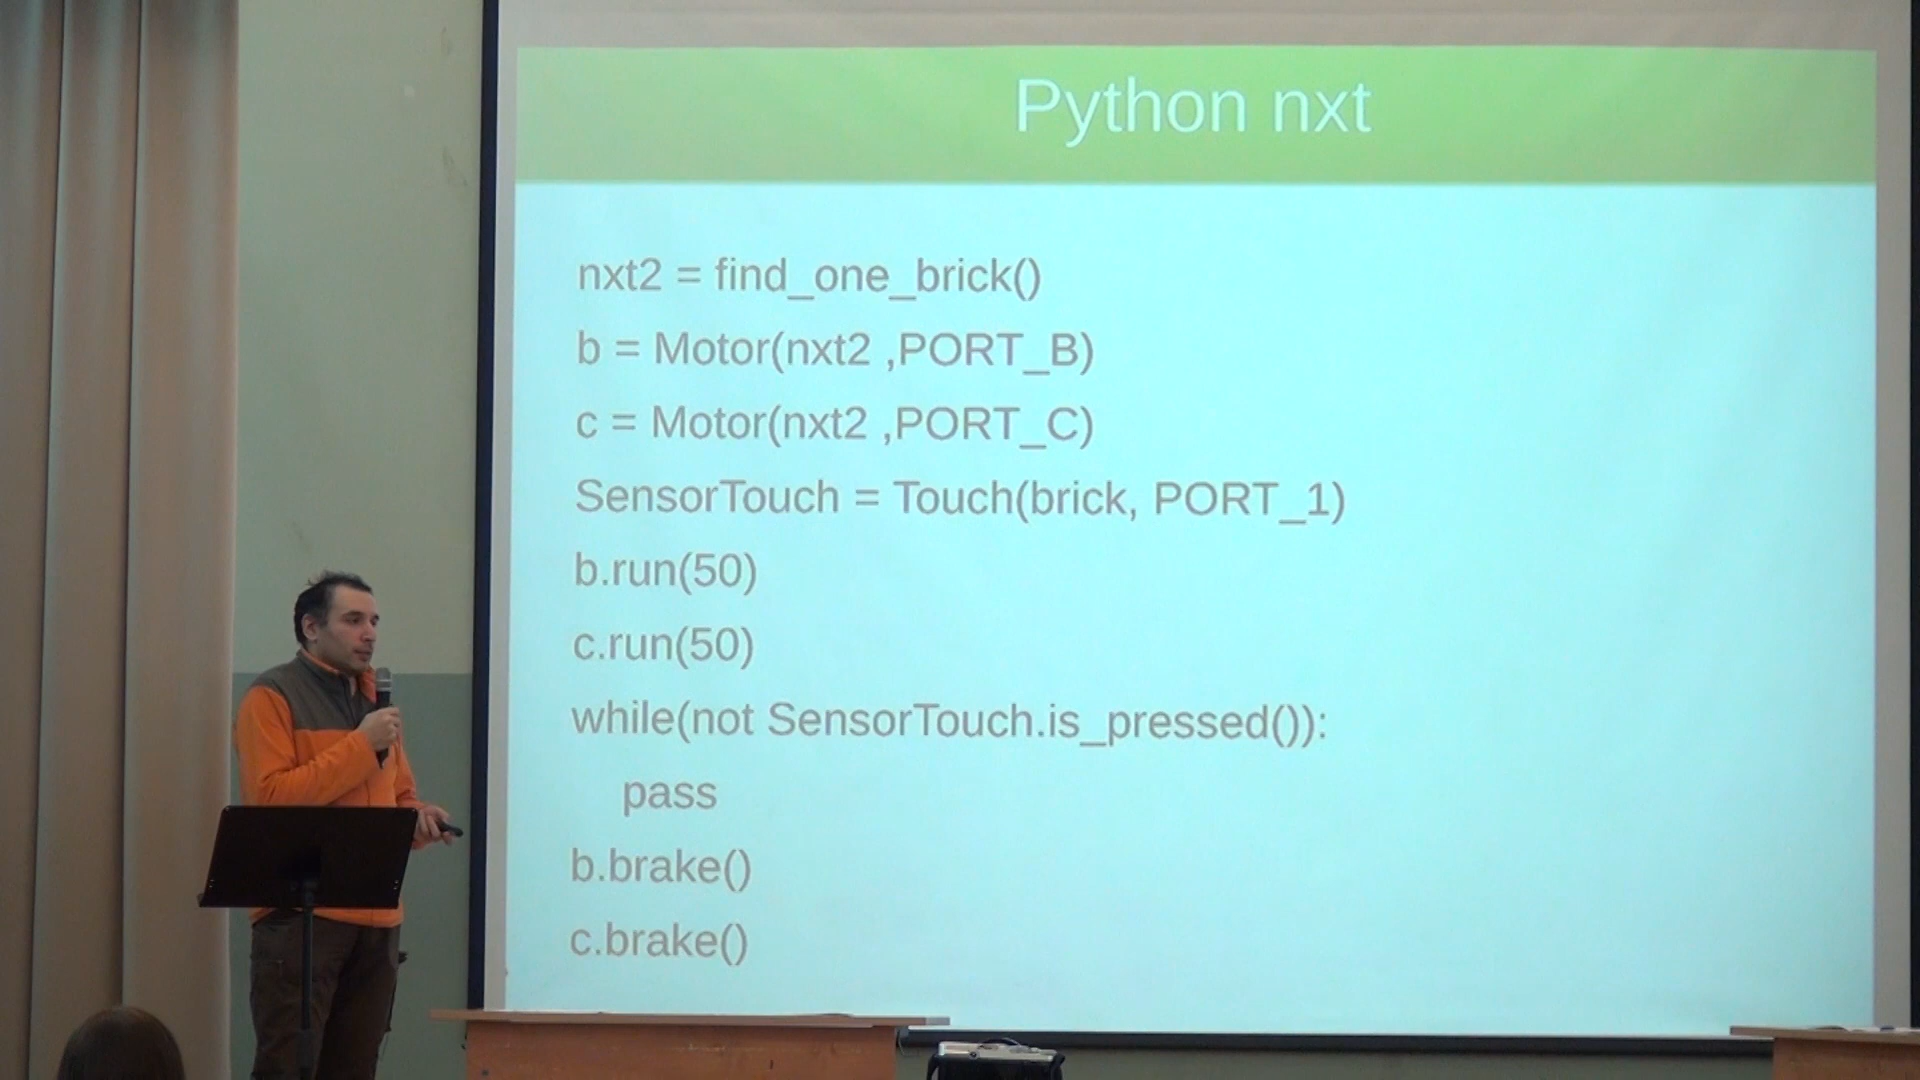 Python nxt
nxt2 = find_one_brick()
b = Motor(nxt2 ,PORT_B)
c = Motor(nxt2 ,PORT_C)
SensorTouch = Touch(brick, PORT_1)
b.run(50)
c.run(50)
while(not SensorTouch.is_pressed()):
pass
b.brake()
c.brake()